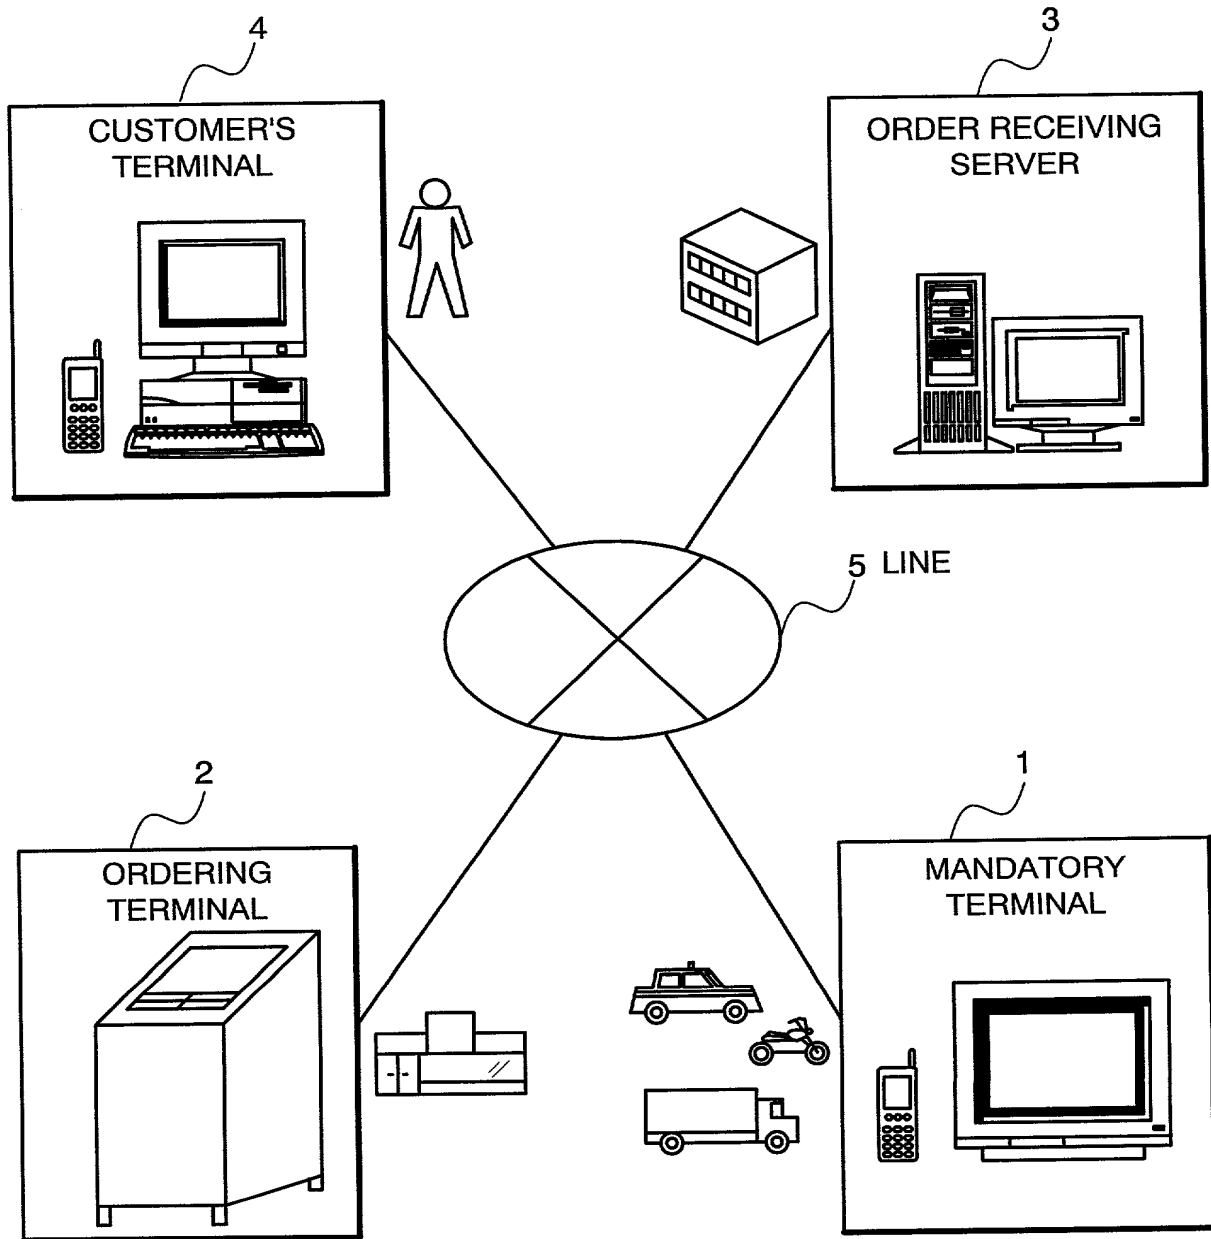 4
3
CUSTOMER'S
TERMINAL
ORDER RECEIVING
SERVER
5 LINE
2
1
ORDERING
TERMINAL
MANDATORY
TERMINAL